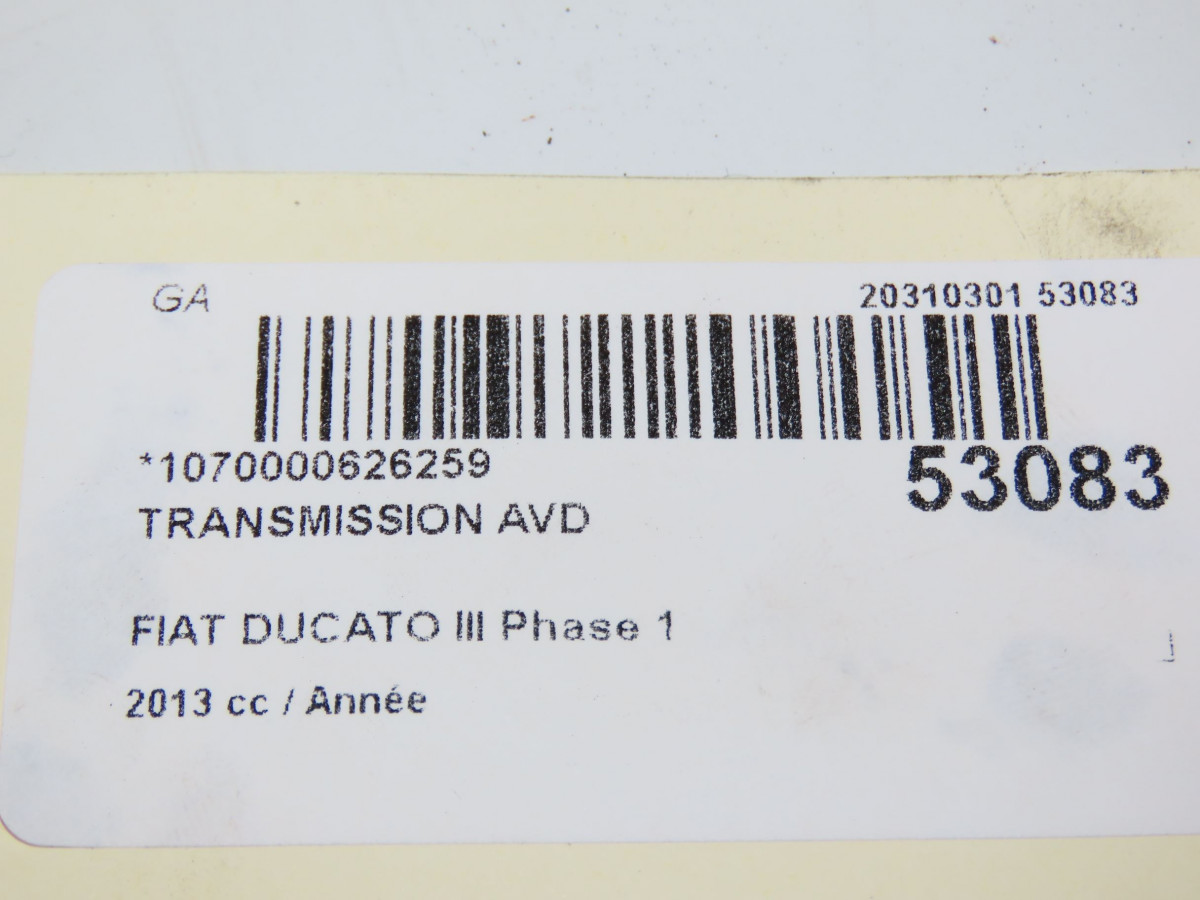 GA
20310301 53083
*1070000626259
53083
TRANSMISSION AVD
FIAT DUCATO III Phase 1
2013 cc / Année